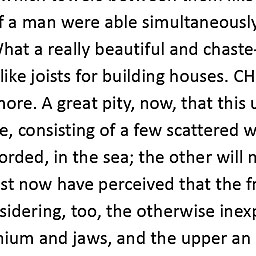 f a man were able simultaneously
What a really beautiful and chaste-
like joists for building houses. CH
more. A great pity, now, that this u
e, consisting of a few scattered w
orded, in the sea; the other will n
st now have perceived that the fr
sidering, too, the otherwise inexp
nium and jaws, and the upper an